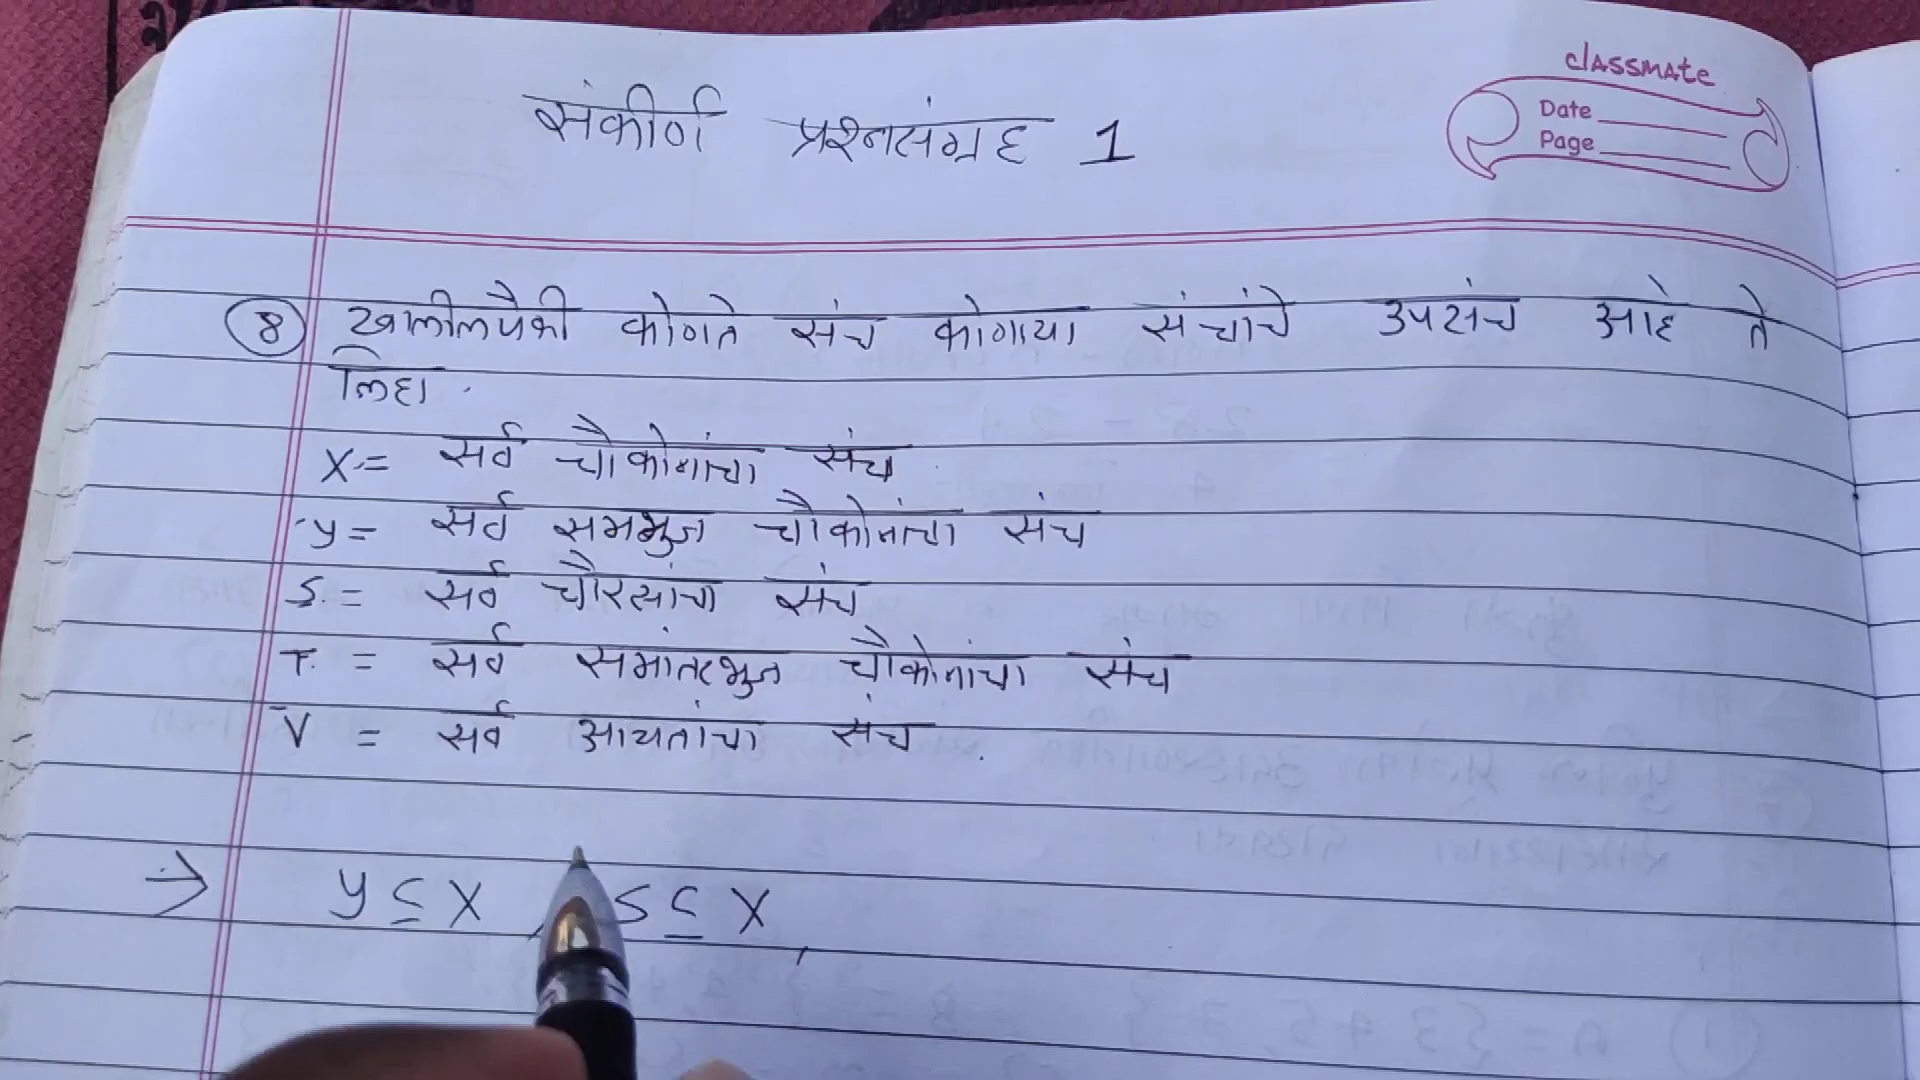 classmate
Date
Page
संकीर्ण प्रश्नसंग्रह 1
8 खालीलपैकी कोणते संच कोणाया संचांचे उपसंच आहे ते
लिहा.
X = सर्व चौकोनांचा संच
y = सर्व समभुज चौकोनांचा संच
S = सर्व चौरसांचा संच
T = सर्व समांतरभुज चौकोनांचा संच
V = सर्व आयतांचा संच.
→ y ⊆ X , S ⊆ X ,